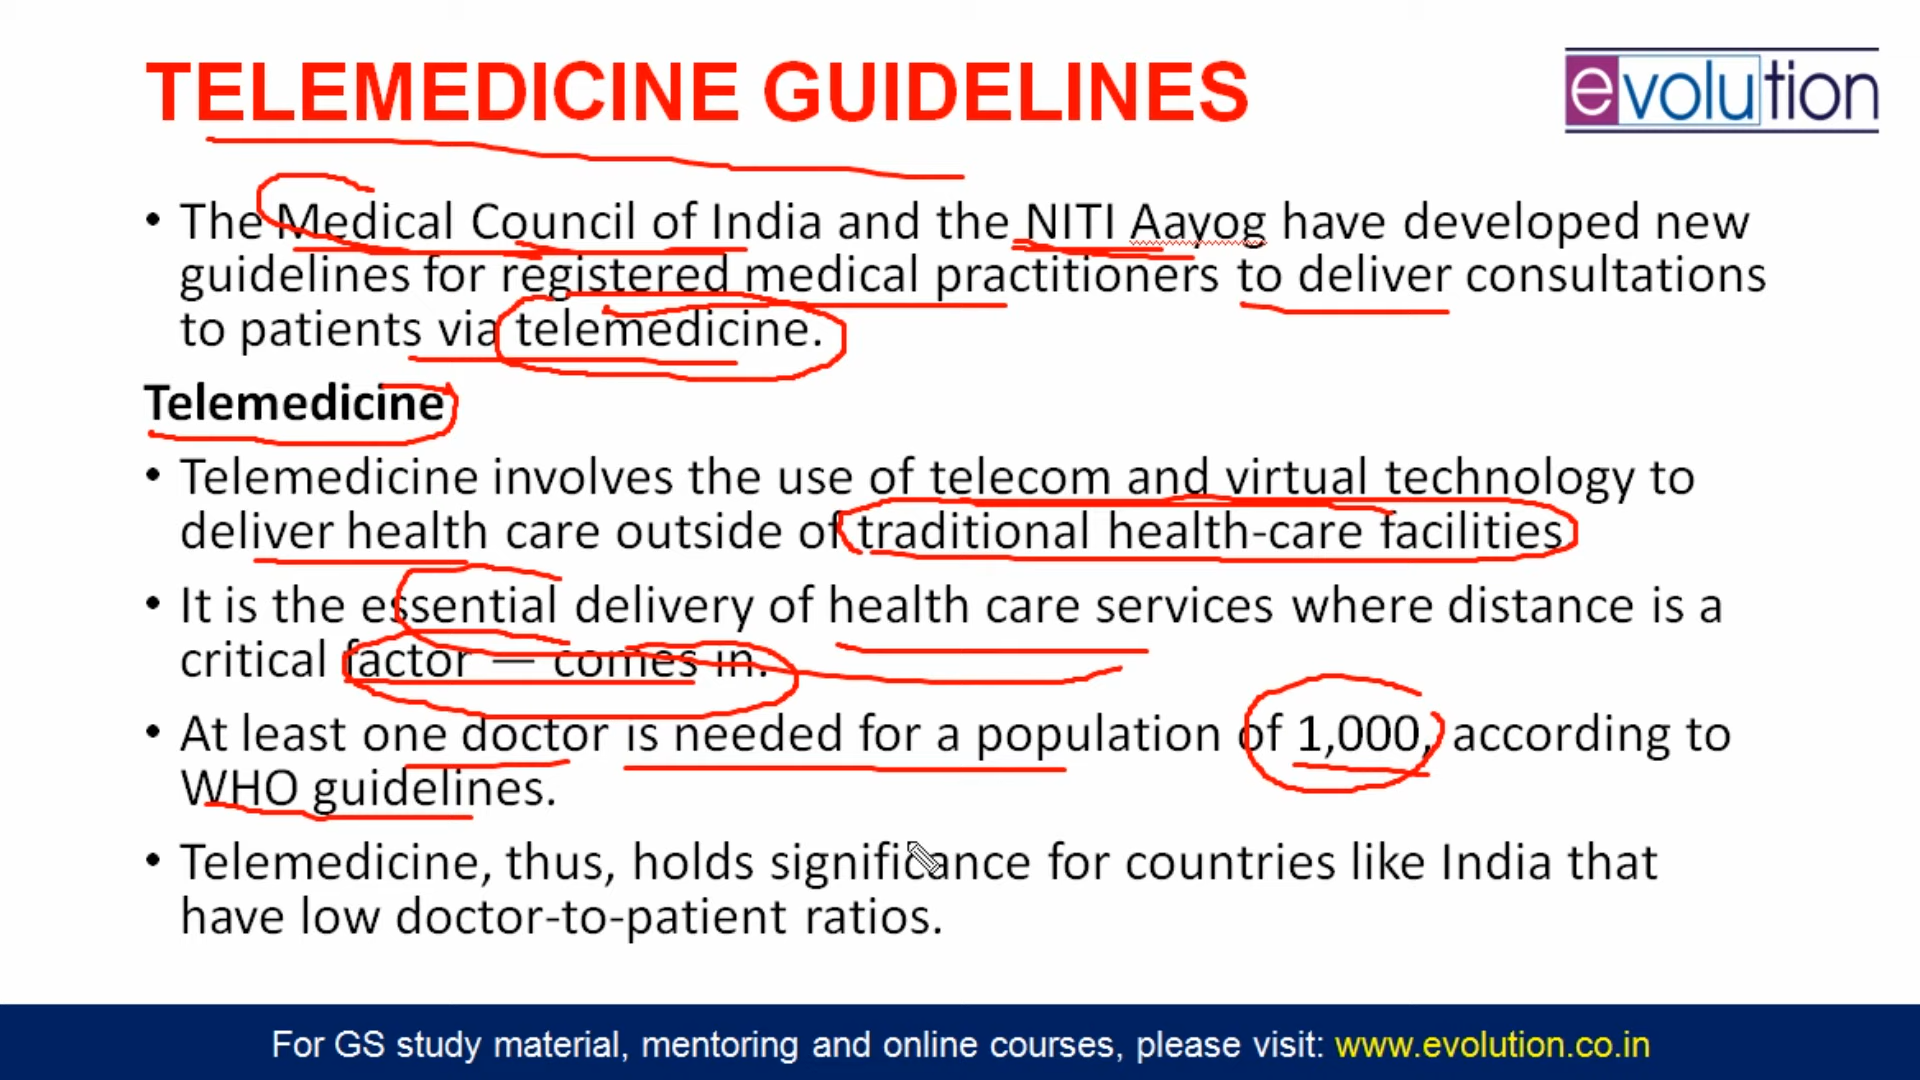 TELEMEDICINE GUIDELINES
evolution
• The Medical Council of India and the NITI Aayog have developed new
guidelines for registered medical practitioners to deliver consultations
to patients via telemedicine.
Telemedicine
• Telemedicine involves the use of telecom and virtual technology to
deliver health care outside of traditional health-care facilities
• It is the essential delivery of health care services where distance is a
critical factor — comes in.
• At least one doctor is needed for a population of 1,000, according to
WHO guidelines.
• Telemedicine, thus, holds significance for countries like India that
have low doctor-to-patient ratios.
For GS study material, mentoring and online courses, please visit: www.evolution.co.in